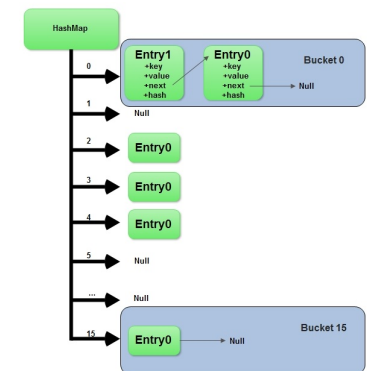 HashMap
0
Entry1
+key
+value
+next
+hash
Entry0
+key
+value
+next
+hash
Bucket 0
Null
1
Null
2
Entry0
3
Entry0
4
Entry0
5
Null
...
Null
15
Entry0
Null
Bucket 15